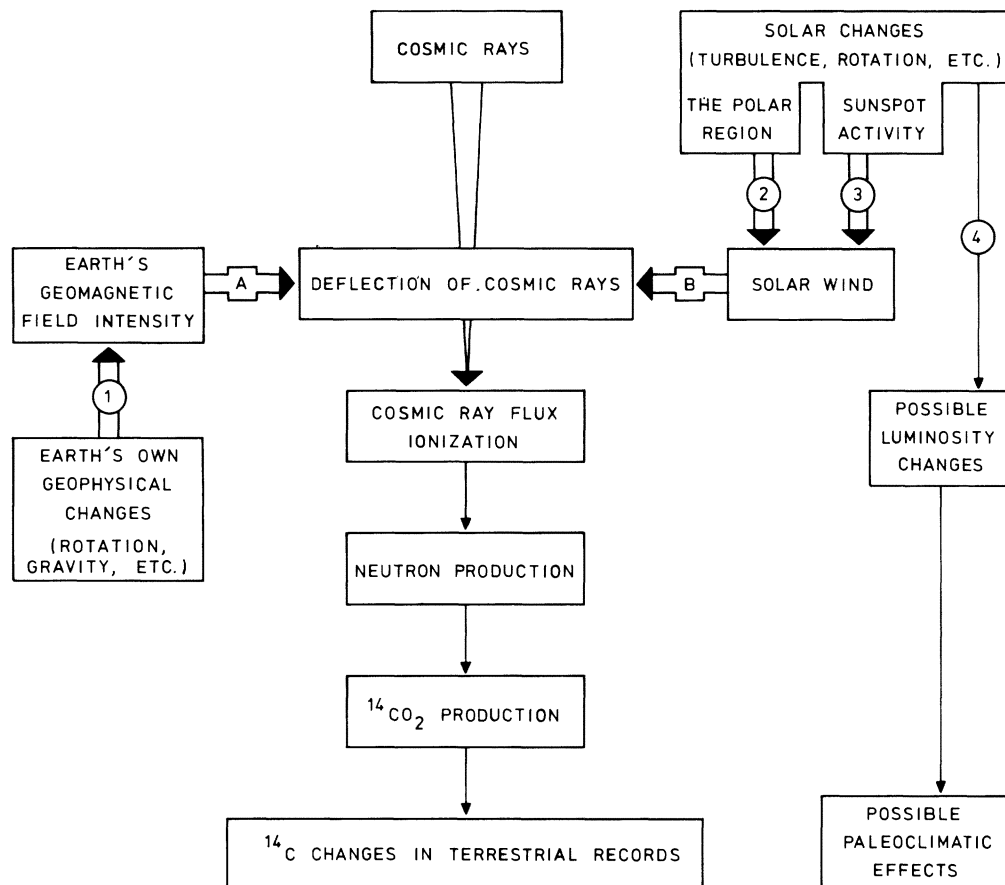 COSMIC RAYS
SOLAR CHANGES
(TURBULENCE, ROTATION, ETC.)
THE POLAR
REGION
SUNSPOT
ACTIVITY
2
3
4
EARTH'S
GEOMAGNETIC
FIELD INTENSITY
A
DEFLECTION OF COSMIC RAYS
B
SOLAR WIND
1
COSMIC RAY FLUX
IONIZATION
POSSIBLE
LUMINOSITY
CHANGES
EARTH'S OWN
GEOPHYSICAL
CHANGES
(ROTATION,
GRAVITY, ETC.)
NEUTRON PRODUCTION
¹⁴CO₂ PRODUCTION
¹⁴C CHANGES IN TERRESTRIAL RECORDS
POSSIBLE
PALEOCLIMATIC
EFFECTS